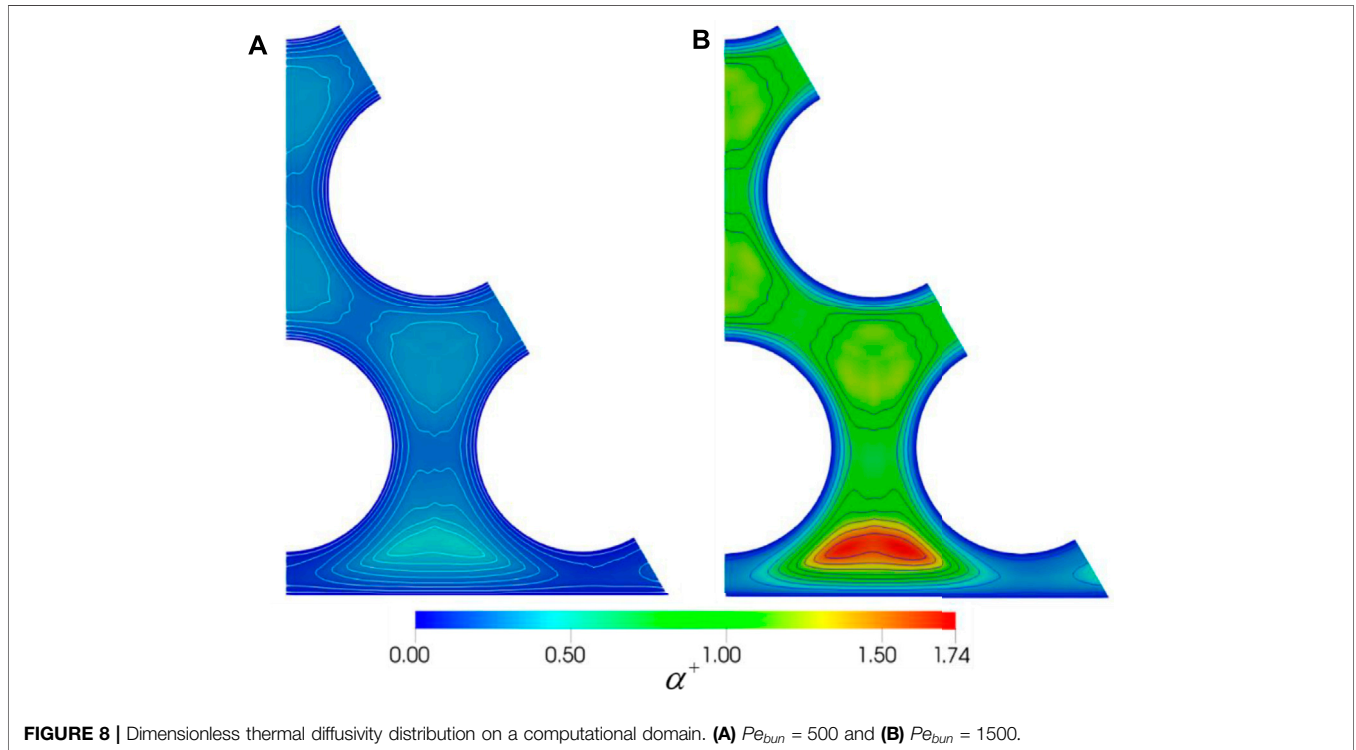 A
B
0.00 0.50 1.00 1.50 1.74
α+
FIGURE 8 | Dimensionless thermal diffusivity distribution on a computational domain. (A) Pebun = 500 and (B) Pebun = 1500.